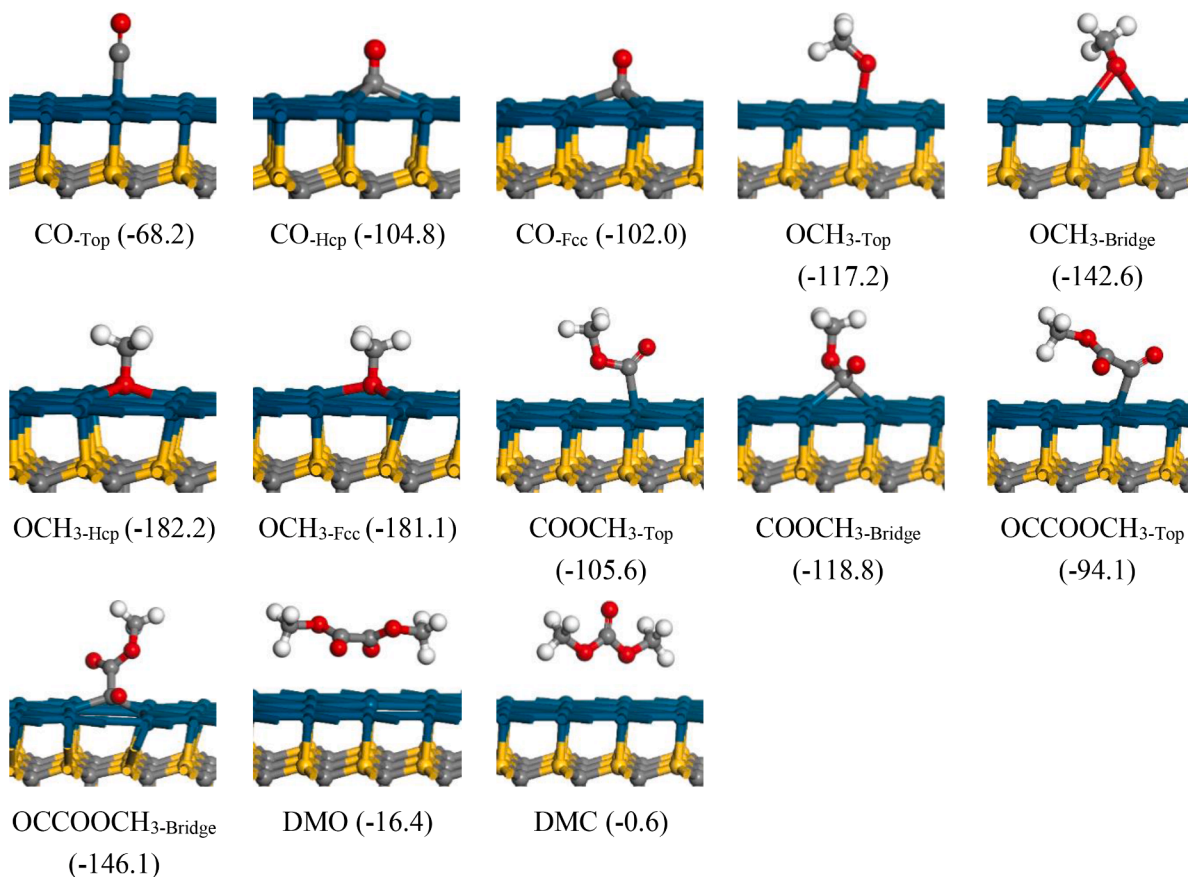 CO-Top (-68.2)
CO-Hcp (-104.8)
CO-Fcc (-102.0)
OCH3-Top
(-117.2)
OCH3-Bridge
(-142.6)
OCH3-Hcp (-182.2)
OCH3-Fcc (-181.1)
COOCH3-Top
(-105.6)
COOCH3-Bridge
(-118.8)
OCCOOCH3-Top
(-94.1)
OCCOOCH3-Bridge
(-146.1)
DMO (-16.4)
DMC (-0.6)